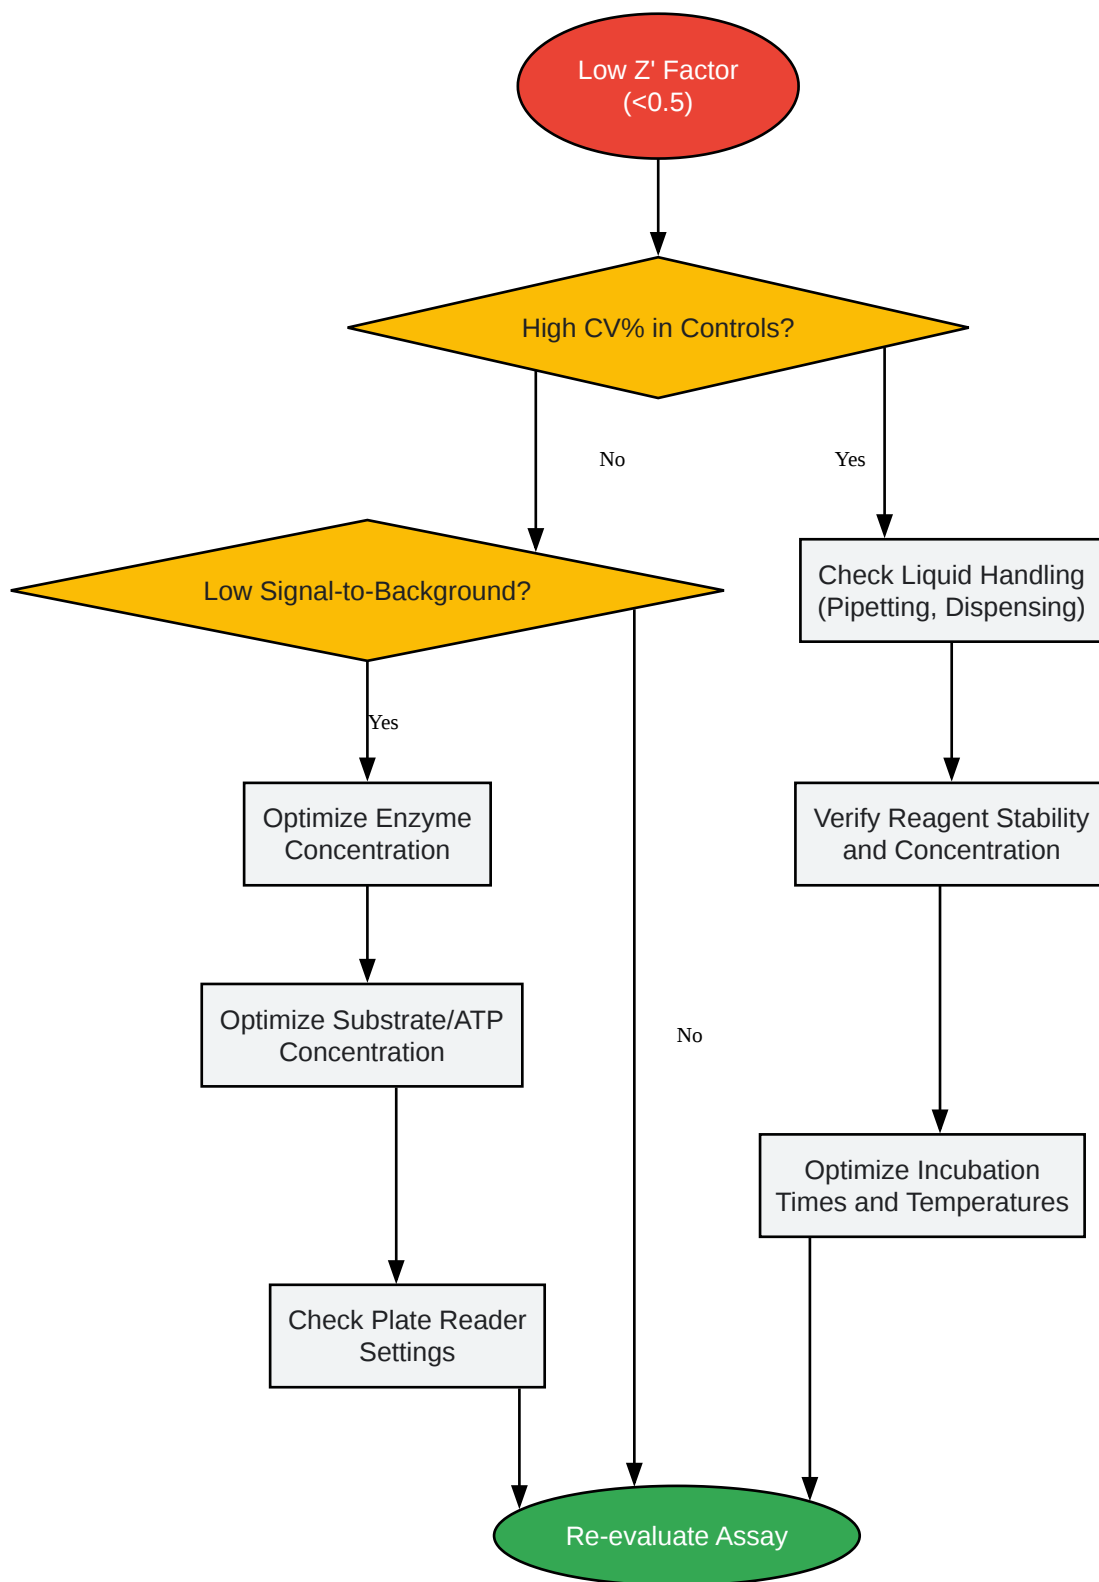 Low Z' Factor
(<0.5)
High CV% in Controls?
No
Yes
Low Signal-to-Background?
Check Liquid Handling
(Pipetting, Dispensing)
Yes
Optimize Enzyme
Concentration
Verify Reagent Stability
and Concentration
Optimize Substrate/ATP
Concentration
No
Optimize Incubation
Times and Temperatures
Check Plate Reader
Settings
Re-evaluate Assay